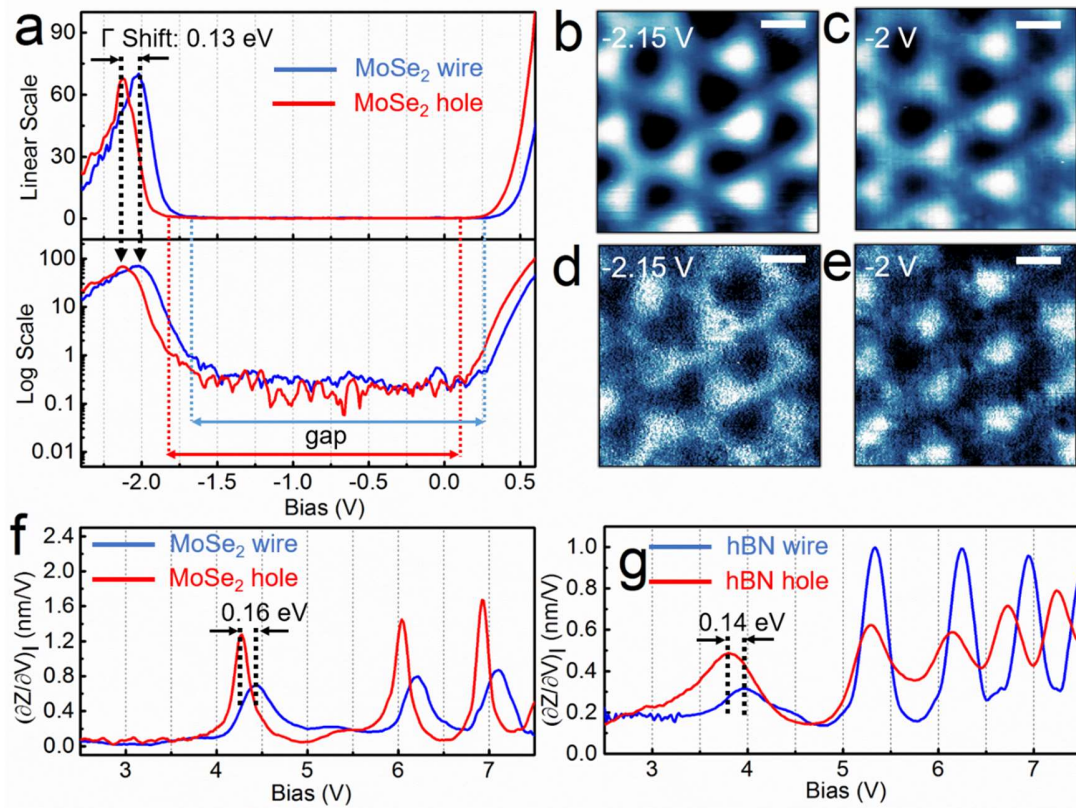 a
Γ Shift: 0.13 eV
MoSe₂ wire
MoSe₂ hole
Linear Scale
90
60
30
0
Log Scale
100
10
1
0.1
0.01
gap
-2.0 -1.5 -1.0 -0.5 0.0 0.5
Bias (V)
b
-2.15 V
c
-2 V
d
-2.15 V
e
-2 V
f
MoSe₂ wire
MoSe₂ hole
0.16 eV
(∂Z/∂V)I (nm/V)
2.4
2.0
1.6
1.2
0.8
0.4
0.0
3 4 5 6 7
Bias (V)
g
hBN wire
hBN hole
0.14 eV
(∂Z/∂V)I (nm/V)
1.0
0.8
0.6
0.4
0.2
0.0
3 4 5 6 7
Bias (V)